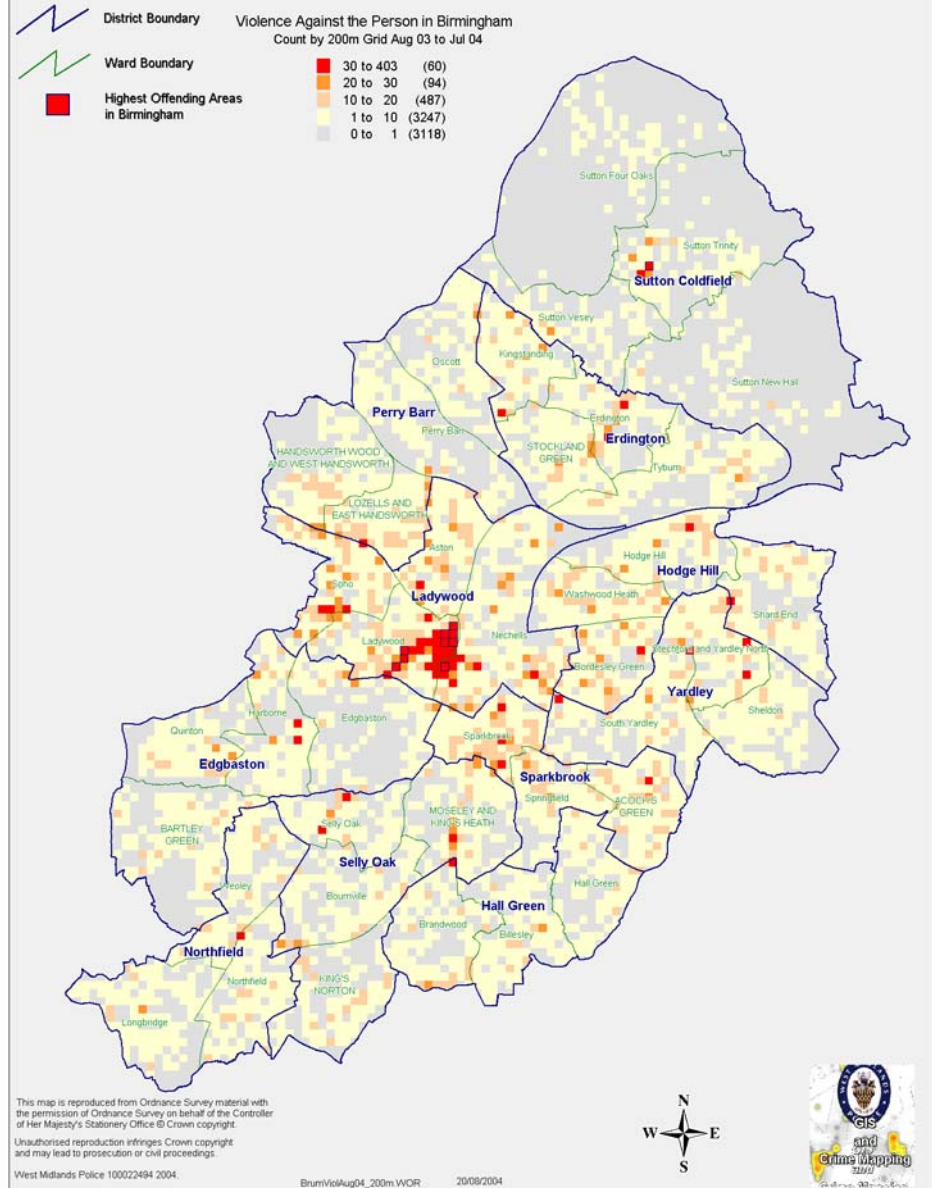 District Boundary
Ward Boundary
Highest Offending Areas
in Birmingham
Violence Against the Person in Birmingham
Count by 200m Grid Aug 03 to Jul 04
30 to 403 (60)
20 to 30 (94)
10 to 20 (487)
1 to 10 (3247)
0 to 1 (3118)
Sutton Four Oaks
Sutton Trinity
Sutton Coldfield
Sutton Vesey
Kingstanding
Oscott
Sutton New Hall
Perry Barr
Erdington
Perry Barr
Erdington
STOCKLAND
GREEN
HANDSWORTH WOOD
AND WEST HANDSWORTH
Tyburn
LOZELLS AND
EAST HANDSWORTH
Aston
Hodge Hill
Hodge Hill
Soho
Ladywood
Washwood Heath
Shard End
Ladywood
Nechells
Stechford and Yardley North
Bordesley Green
Yardley
Sheldon
Harborne
Edgbaston
South Yardley
Quinton
Sparkbrook
Edgbaston
Sparkbrook
Springfield
ACOCK'S
GREEN
MOSELEY AND
KING'S HEATH
Selly Oak
BARTLEY
GREEN
Selly Oak
Weoley
Bournville
Hall Green
Hall Green
Brandwood
Billesley
Northfield
Northfield
KING'S
NORTON
Longbridge
This map is reproduced from Ordnance Survey material with
the permission of Ordnance Survey on behalf of the Controller
of Her Majesty's Stationery Office © Crown copyright.
Unauthorised reproduction infringes Crown copyright
and may lead to prosecution or civil proceedings.
West Midlands Police 100022494 2004.
BrumViolAug04_200m.WOR
20/08/2004
N
W
E
S
GIS
and
Crime Mapping